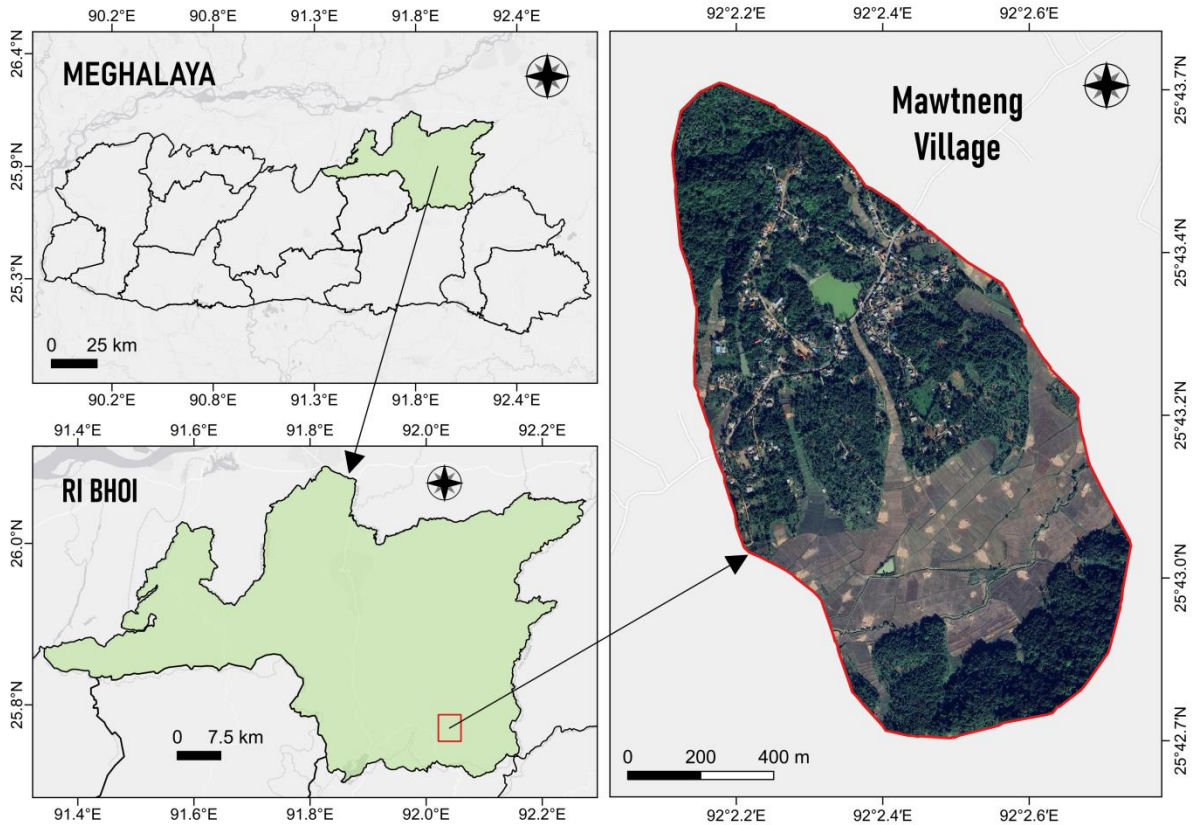 90.2°E 90.8°E 91.3°E 91.8°E 92.4°E
26.4°N
25.9°N
25.3°N
MEGHALAYA
0 25 km
90.2°E 90.8°E 91.3°E 91.8°E 92.4°E
91.4°E 91.6°E 91.8°E 92.0°E 92.2°E
RI BHOI
26.0°N
25.8°N
0 7.5 km
91.4°E 91.6°E 91.8°E 92.0°E 92.2°E
92°2.2′E 92°2.4′E 92°2.6′E
Mawtneng
Village
25°43.7′N
25°43.4′N
25°43.2′N
25°43.0′N
25°42.7′N
0 200 400 m
92°2.2′E 92°2.4′E 92°2.6′E